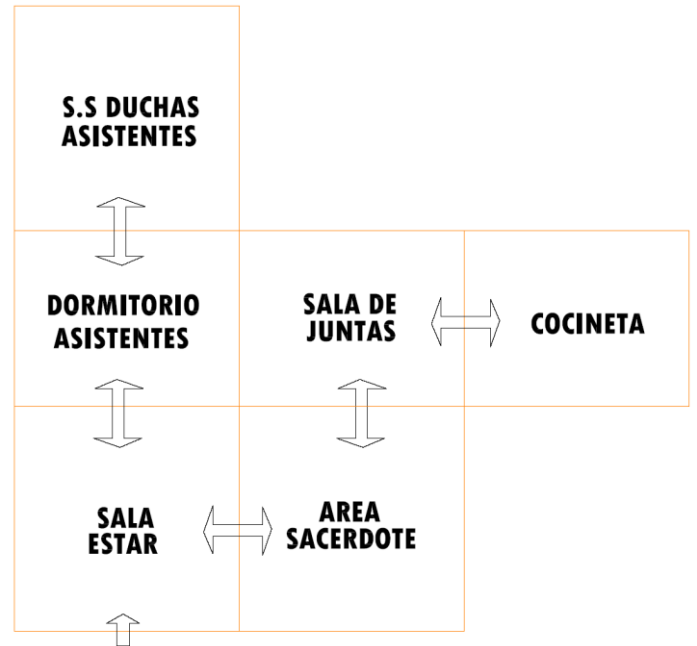 S.S DUCHAS
ASISTENTES
DORMITORIO
ASISTENTES
SALA DE
JUNTAS
COCINETA
SALA
ESTAR
AREA
SACERDOTE